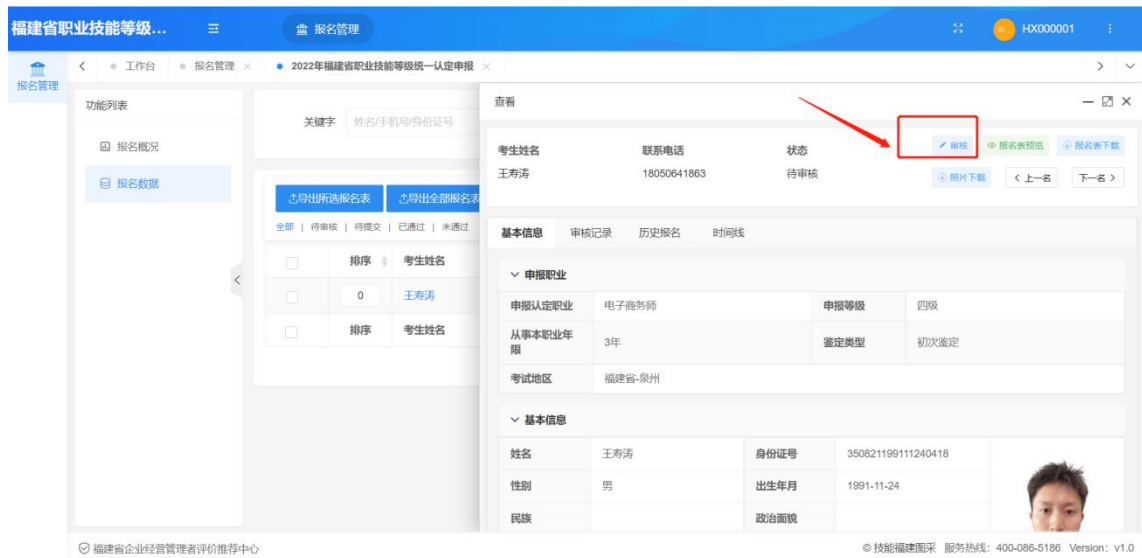 福建省职业技能等级... 报名管理 HX000001
报名管理
工作台 报名管理 2022年福建省职业技能等级统一认定申报
功能列表
报名概况
报名数据
关键字 姓名/手机号/身份证号
导出所选报名表 导出全部报名表
全部 | 待审核 | 待提交 | 已通过 | 未通过
排序 考生姓名
0 王寿涛
排序 考生姓名
查看
考生姓名 联系电话 状态 审核 报名表预览 报名表下载
王寿涛 18050641863 待审核 照片下载 上一名 下一名
基本信息 审核记录 历史报名 时间线
申报职业
申报认定职业 电子商务师 申报等级 四级
从事本职业年限 3年 鉴定类型 初次鉴定
考试地区 福建省-泉州
基本信息
姓名 王寿涛 身份证号 350821199111240418
性别 男 出生年月 1991-11-24
民族 政治面貌
福建省企业经营管理者评价推荐中心
©技能福建图采 服务热线：400-086-5186 Version：v1.0